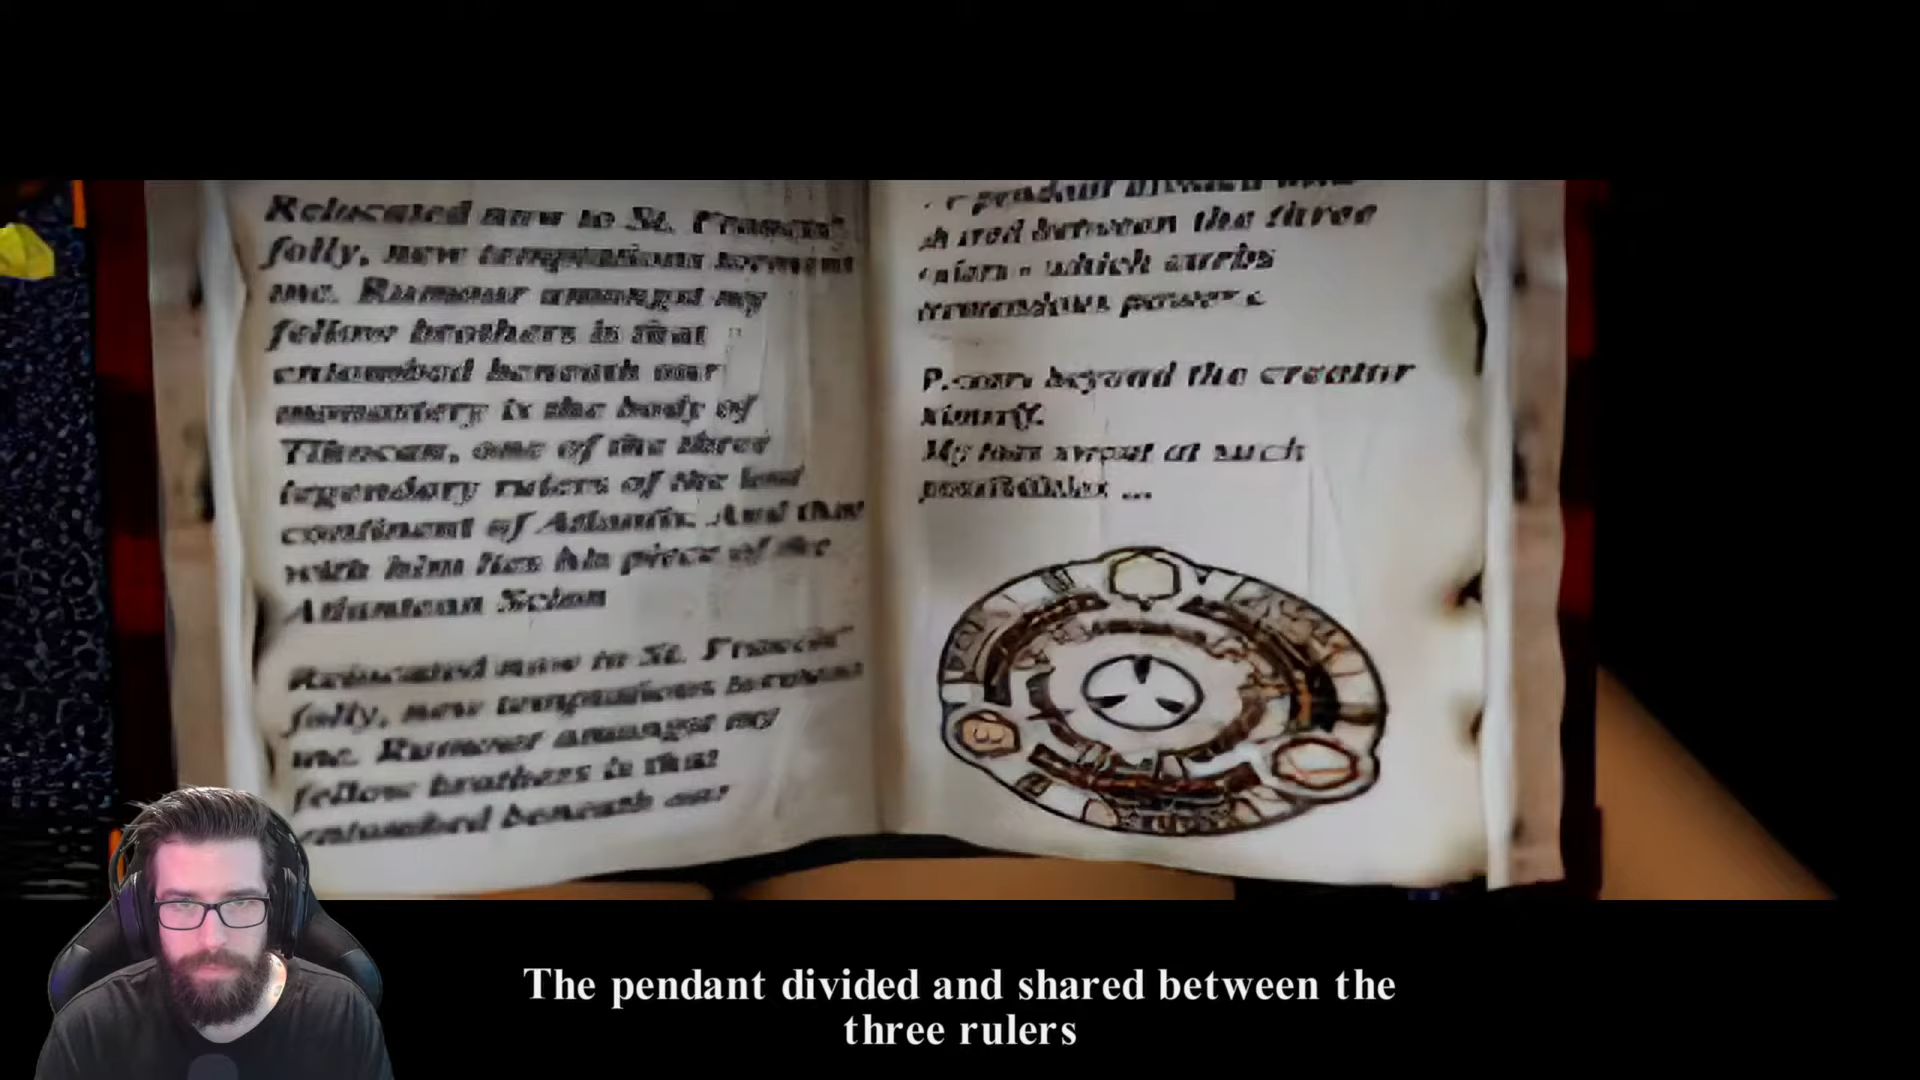 Relocated now to St. Francis'
folly, new temptations torment
me. Rumour amongst my
fellow brothers is that
entombed beneath our
monastery is the body of
Tihocan, one of the three
legendary rulers of the lost
continent of Atlantis. And that
with him lies his piece of the
Atlantean Scion
Relocated now to St. Francis'
folly, new temptations torment
me. Rumour amongst my
fellow brothers is that
entombed beneath our
pendant divided and
shared between the three
rulers - which
tremendous power
beyond the creator
himself.
My at such
possibilities ...
The pendant divided and shared between the
three rulers